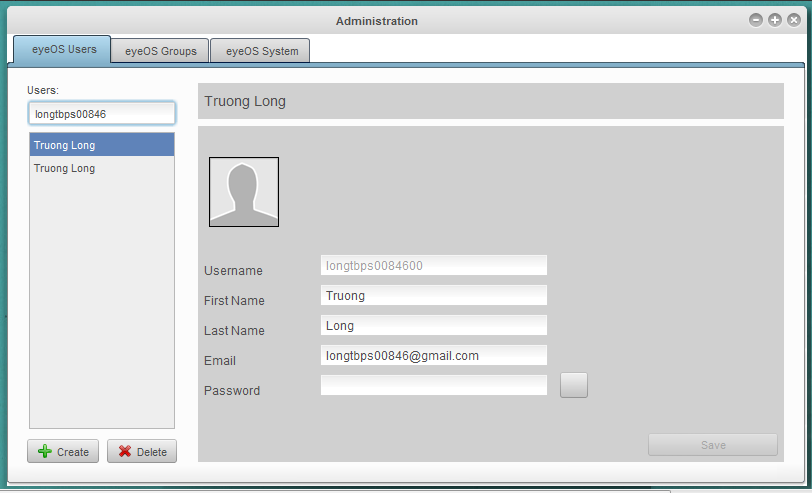 Administration
eyeOS Users
eyeOS Groups
eyeOS System
Users:
longtbps00846
Truong Long
Truong Long
Create
Delete
Truong Long
Username longtbps0084600
First Name Truong
Last Name Long
Email longtbps00846@gmail.com
Password
Save